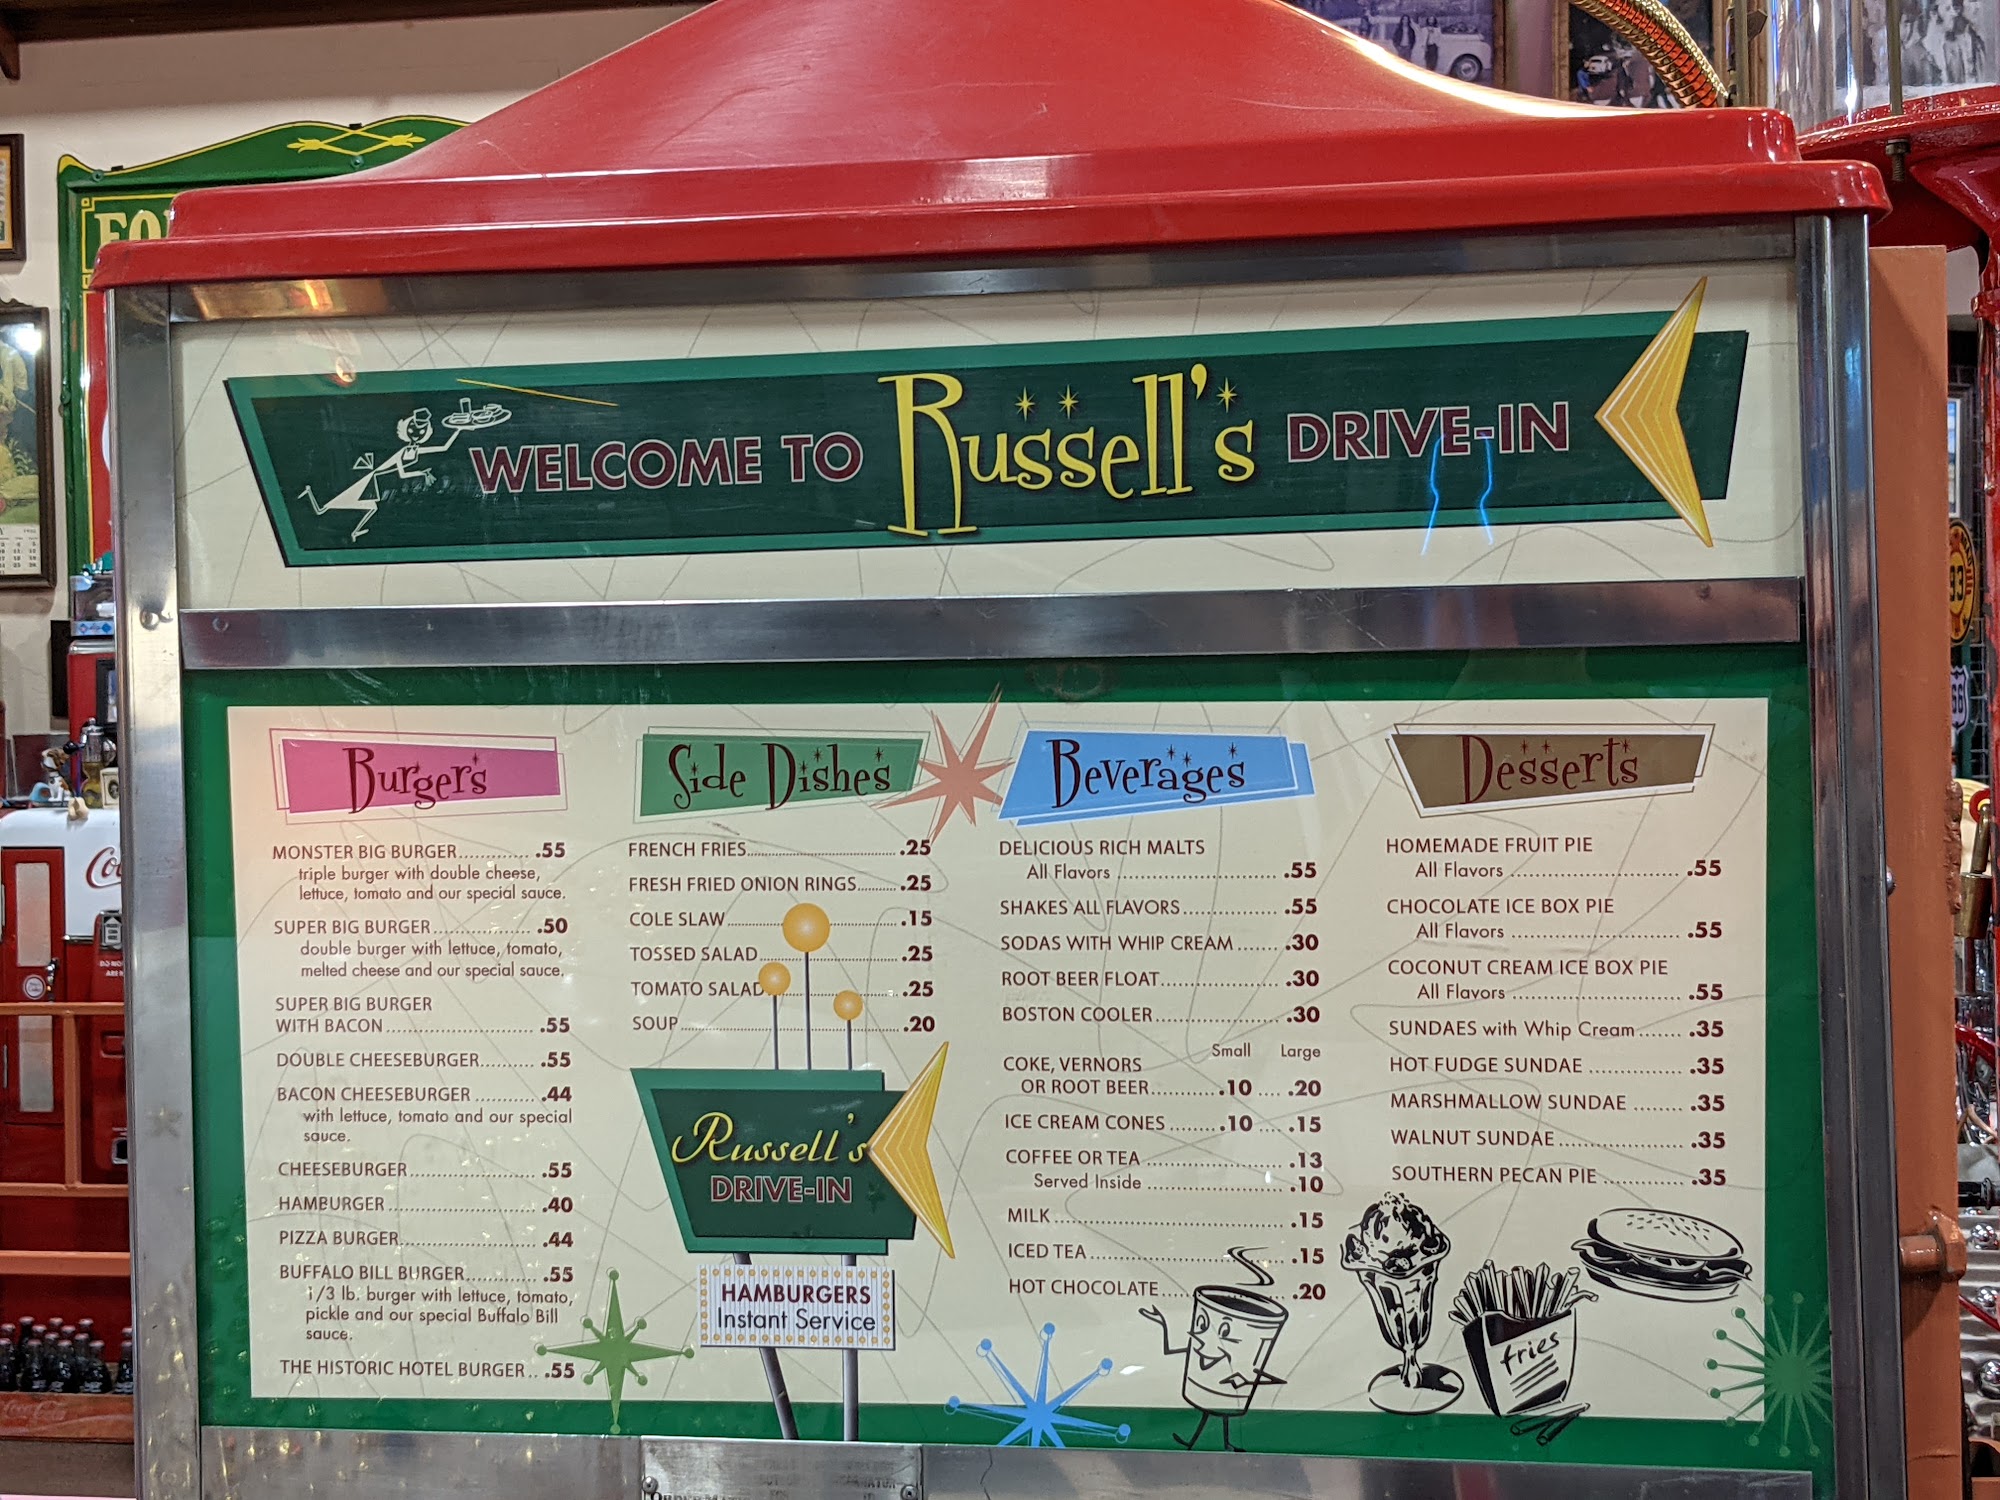 WELCOME TO Russell's DRIVE-IN
Burgers
MONSTER BIG BURGER............. .55
triple burger with double cheese,
lettuce, tomato and our special sauce.
SUPER BIG BURGER.................. .50
double burger with lettuce, tomato,
melted cheese and our special sauce.
SUPER BIG BURGER
WITH BACON........................... .55
DOUBLE CHEESEBURGER.......... .55
BACON CHEESEBURGER ........... .44
with lettuce, tomato and our special
sauce.
CHEESEBURGER........................ .55
HAMBURGER............................ .40
PIZZA BURGER.......................... .44
BUFFALO BILL BURGER............. .55
1/3 lb. burger with lettuce, tomato,
pickle and our special Buffalo Bill
sauce.
THE HISTORIC HOTEL BURGER .. .55
Side Dishes
FRENCH FRIES............................ .25
FRESH FRIED ONION RINGS....... .25
COLE SLAW................................ .15
TOSSED SALAD.......................... .25
TOMATO SALAD......................... .25
SOUP.......................................... .20
Russell's
DRIVE-IN
HAMBURGERS
Instant Service
Beverages
DELICIOUS RICH MALTS
All Flavors ............................... .55
SHAKES ALL FLAVORS................. .55
SODAS WITH WHIP CREAM ....... .30
ROOT BEER FLOAT..................... .30
BOSTON COOLER...................... .30
Small Large
COKE, VERNORS
OR ROOT BEER............ .10 .... .20
ICE CREAM CONES ......... .10 .... .15
COFFEE OR TEA ......................... .13
Served Inside ......................... .10
MILK.......................................... .15
ICED TEA................................... .15
HOT CHOCOLATE..................... .20
Desserts
HOMEMADE FRUIT PIE
All Flavors ............................... .55
CHOCOLATE ICE BOX PIE
All Flavors ............................... .55
COCONUT CREAM ICE BOX PIE
All Flavors ............................... .55
SUNDAES with Whip Cream........ .35
HOT FUDGE SUNDAE ................ .35
MARSHMALLOW SUNDAE ......... .35
WALNUT SUNDAE..................... .35
SOUTHERN PECAN PIE .............. .35
fries